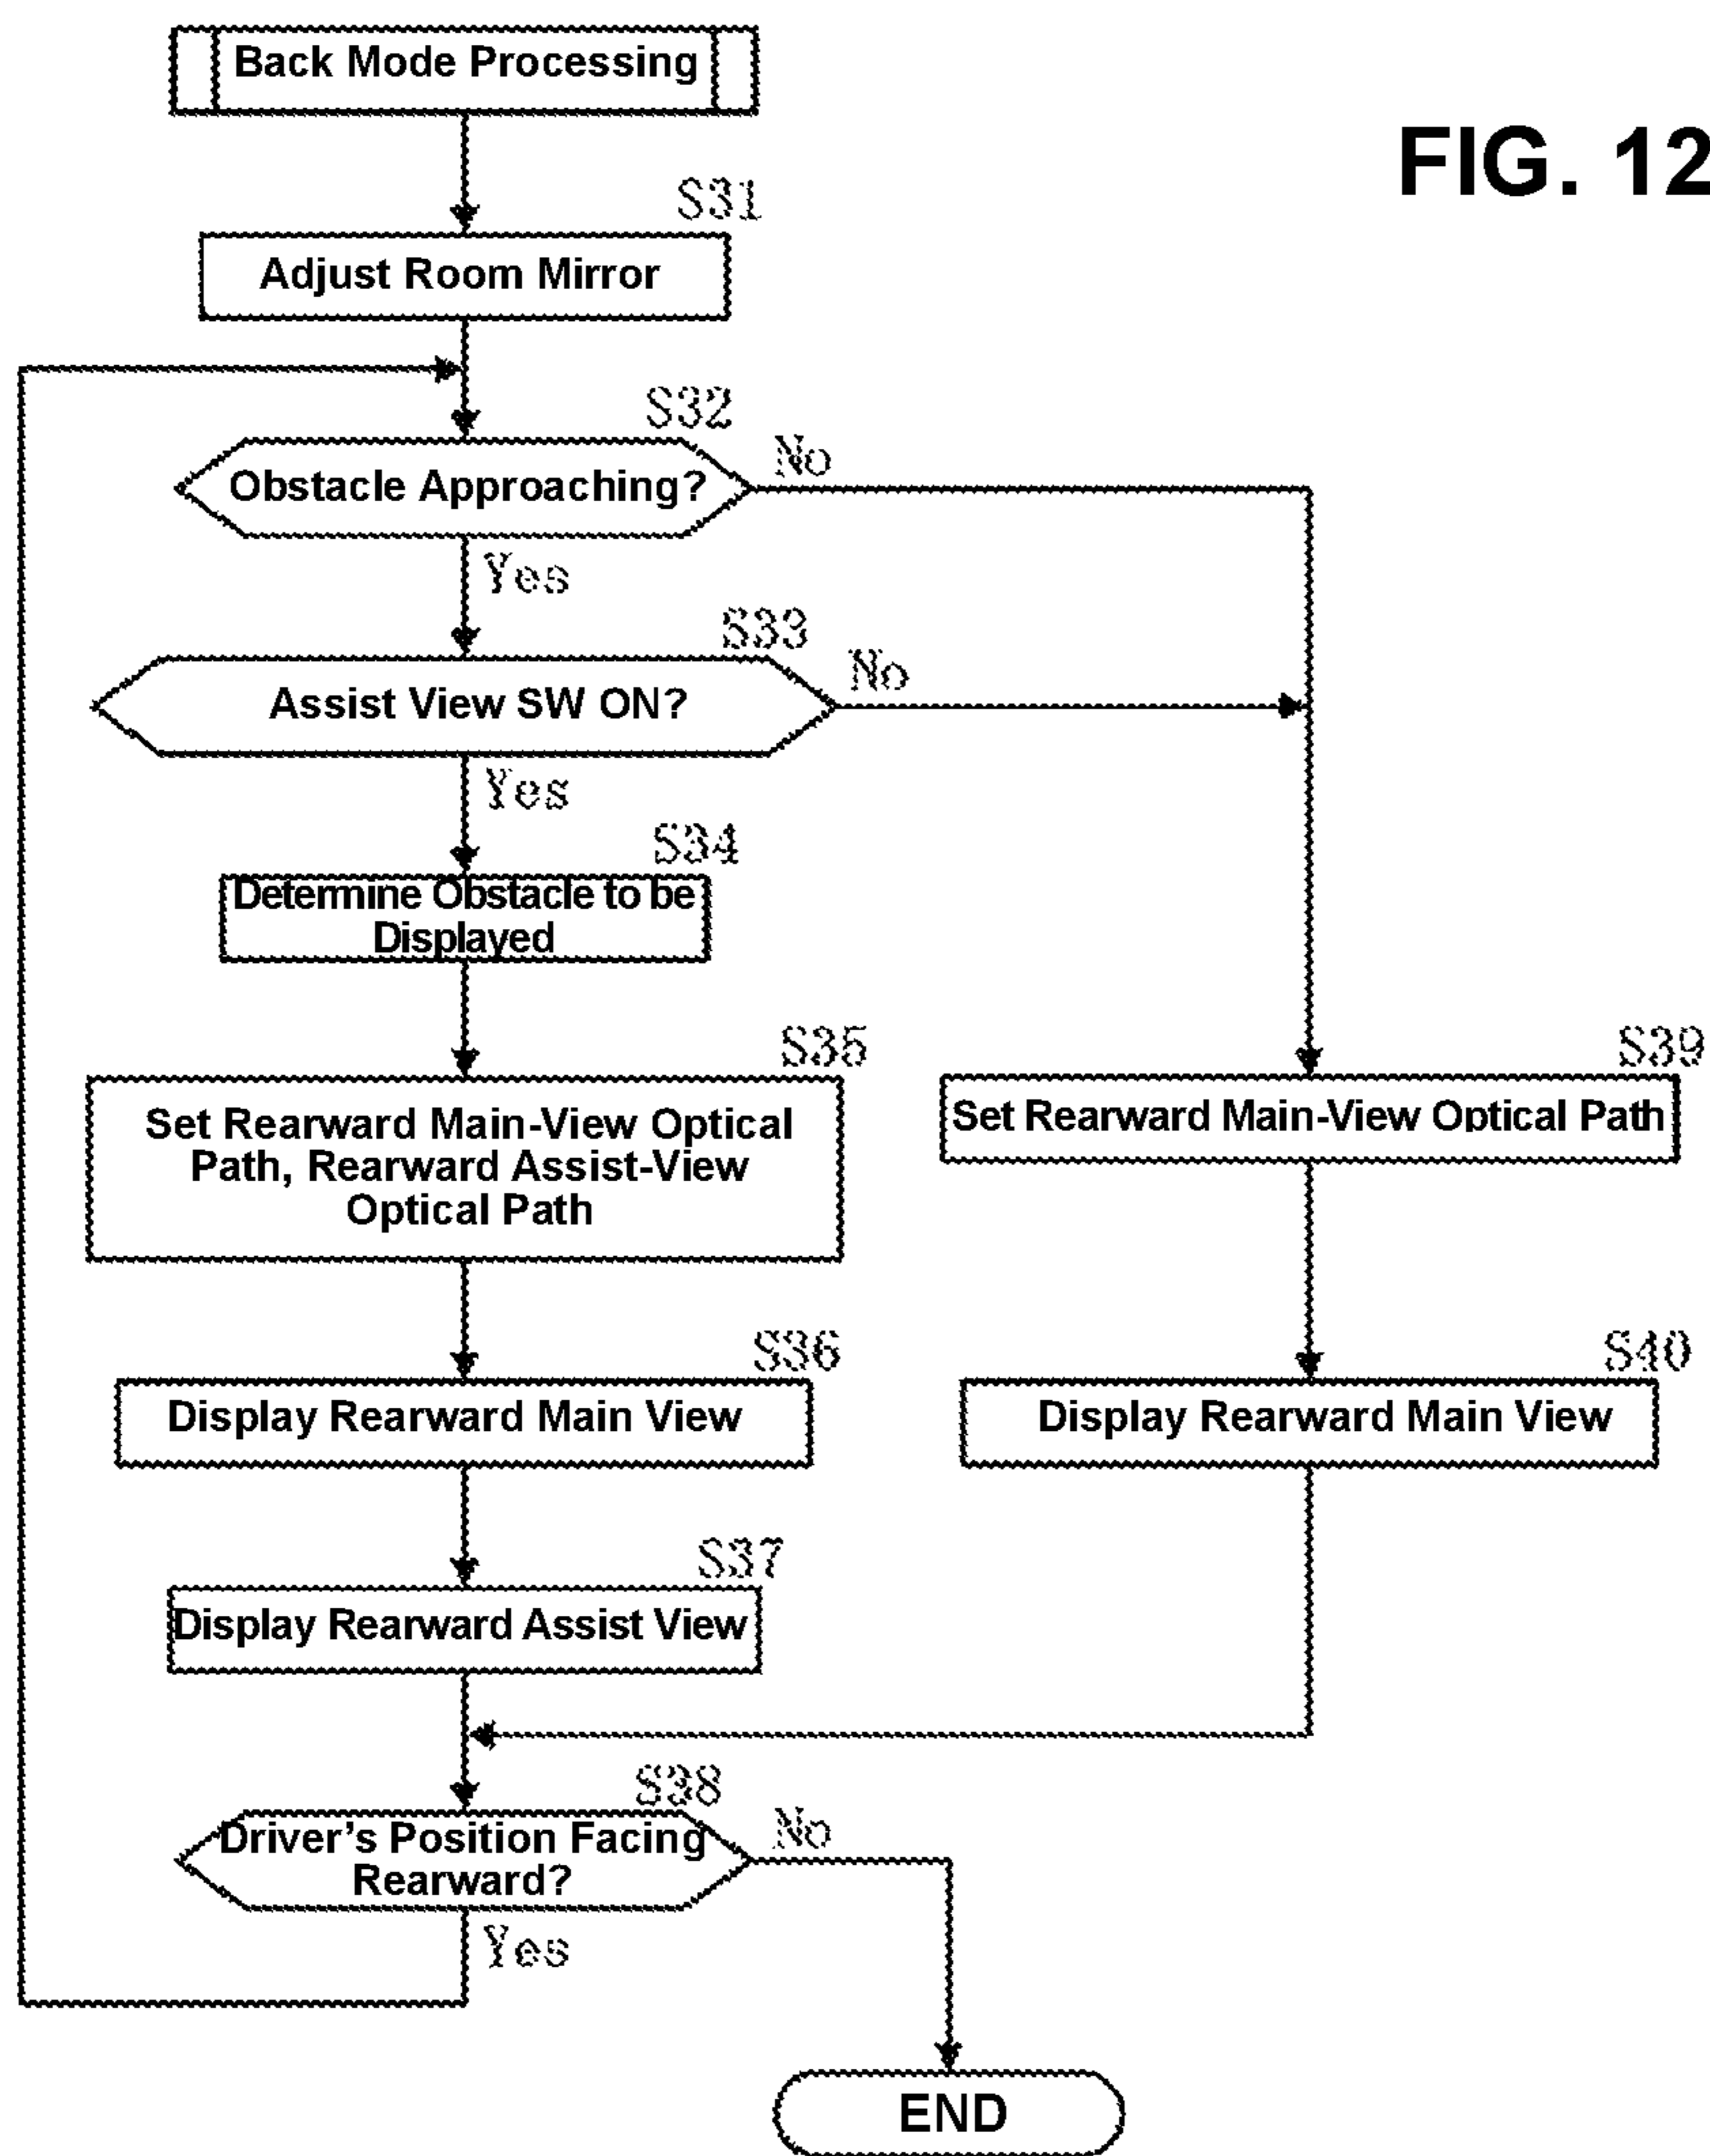 Back Mode Processing
FIG. 12
S31
Adjust Room Mirror
S32
Obstacle Approaching?
No
Yes
S33
Assist View SW ON?
No
Yes
S34
Determine Obstacle to be
Displayed
S35
Set Rearward Main-View Optical
Path, Rearward Assist-View
Optical Path
S39
Set Rearward Main-View Optical Path
S36
Display Rearward Main View
S40
Display Rearward Main View
S37
Display Rearward Assist View
S38
Driver's Position Facing
Rearward?
No
Yes
END